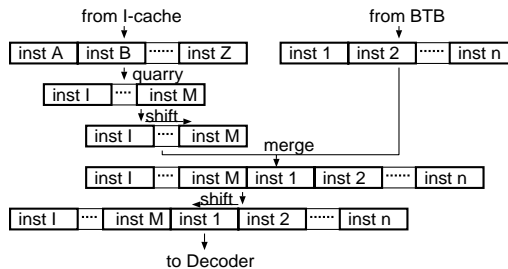 from I-cache from BTB
inst A inst B ...... inst Z inst 1 inst 2 ...... inst n
quarry
inst I .... inst M
shift
inst I .... inst M
merge
inst I .... inst M inst 1 inst 2 ...... inst n
shift
inst I .... inst M inst 1 inst 2 ...... inst n
to Decoder